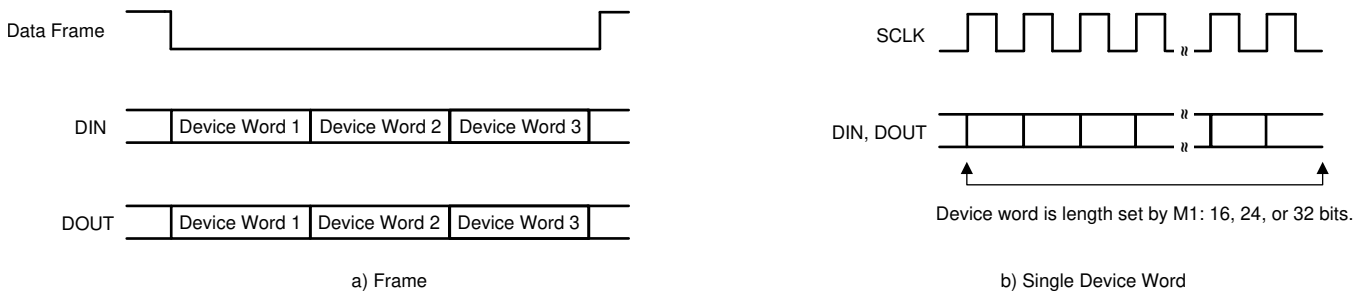 Data Frame
DIN
Device Word 1 Device Word 2 Device Word 3
DOUT
Device Word 1 Device Word 2 Device Word 3
a) Frame
SCLK
DIN, DOUT
Device word is length set by M1: 16, 24, or 32 bits.
b) Single Device Word